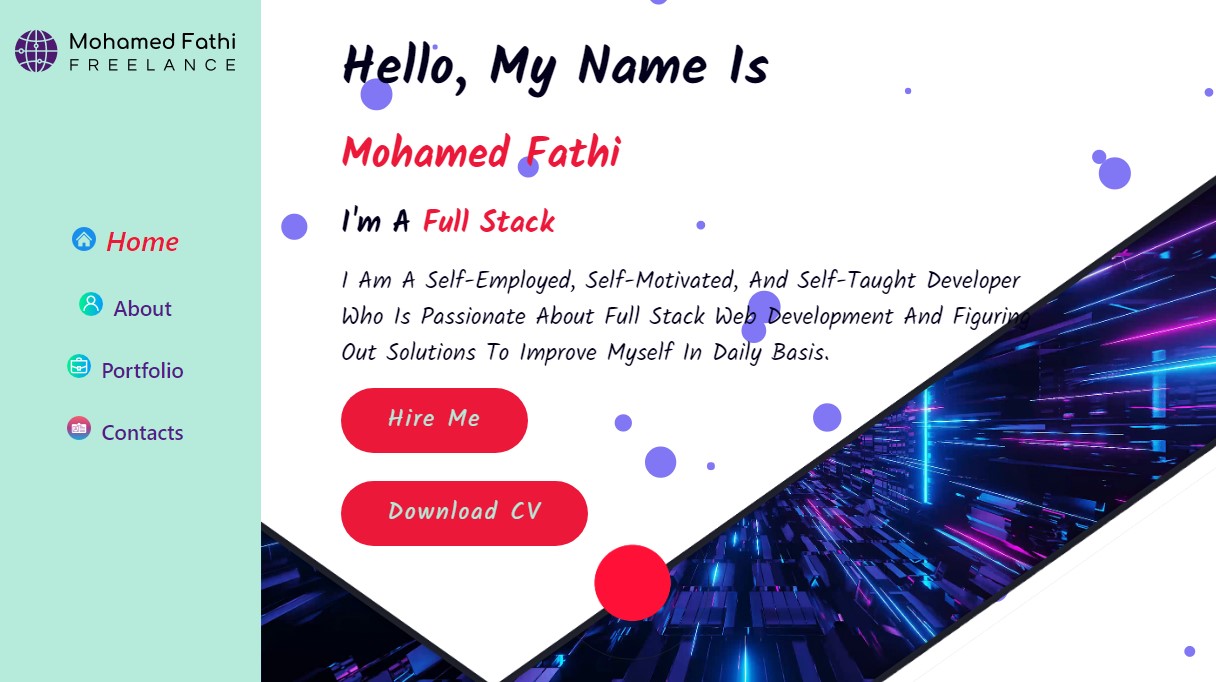 Mohamed Fathi
FREELANCE
Home
About
Portfolio
Contacts
Hello, My Name Is
Mohamed Fathi
I'm A Full Stack
I Am A Self-Employed, Self-Motivated, And Self-Taught Developer
Who Is Passionate About Full Stack Web Development And Figuring
Out Solutions To Improve Myself In Daily Basis.
Hire Me
Download CV